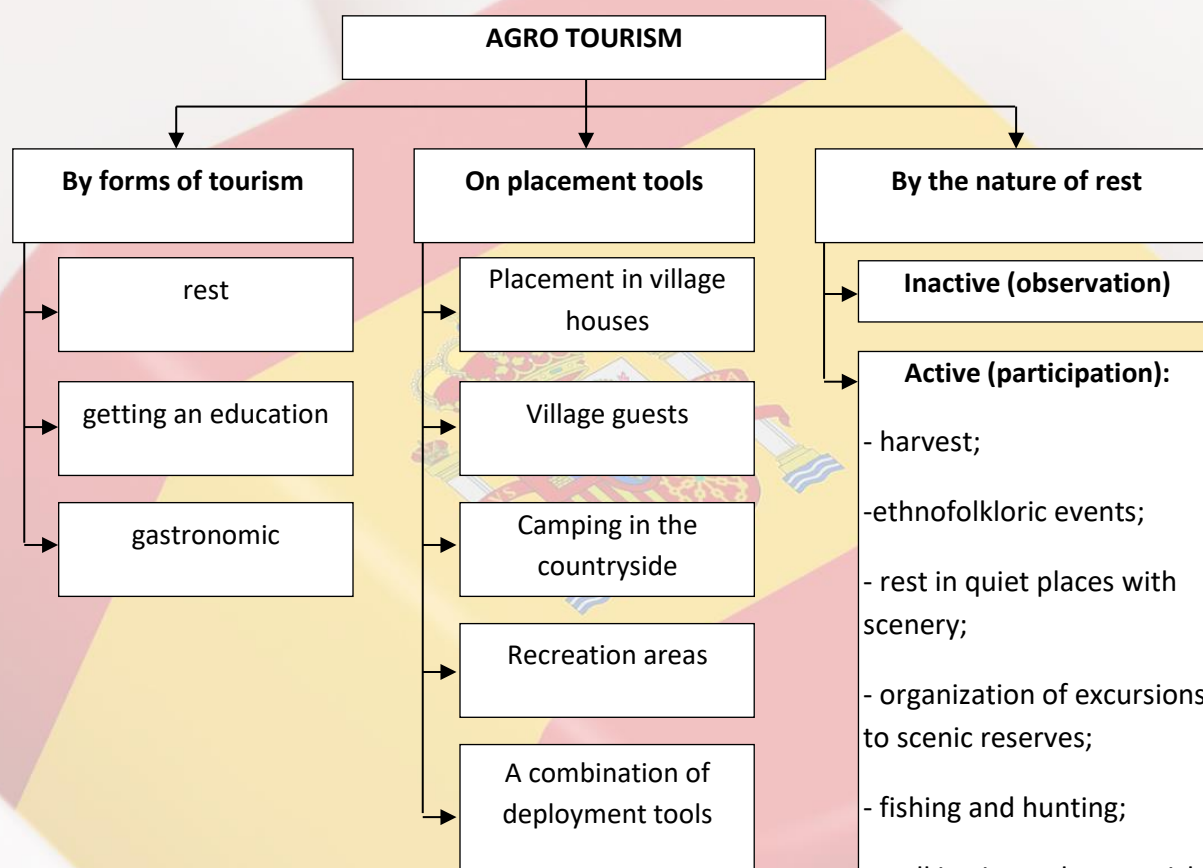 AGRO TOURISM
By forms of tourism
rest
getting an education
gastronomic
On placement tools
Placement in village
houses
Village guests
Camping in the
countryside
Recreation areas
A combination of
deployment tools
By the nature of rest
Inactive (observation)
Active (participation):
- harvest;
-ethnofolkloric events;
- rest in quiet places with
scenery;
- organization of excursions
to scenic reserves;
- fishing and hunting;